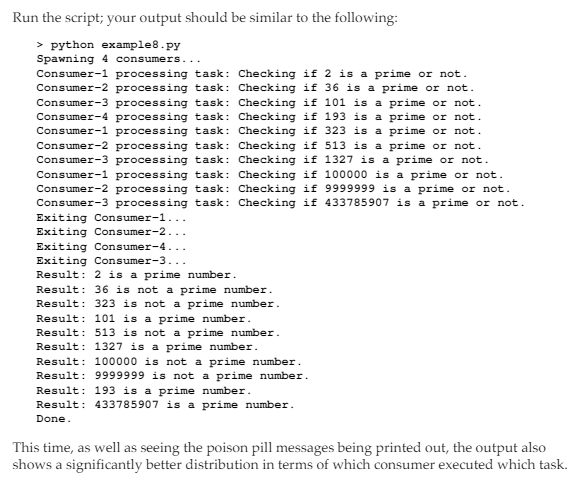 Run the script; your output should be similar to the following:
> python example8.py
Spawning 4 consumers...
Consumer-1 processing task: Checking if 2 is a prime or not.
Consumer-2 processing task: Checking if 36 is a prime or not.
Consumer-3 processing task: Checking if 101 is a prime or not.
Consumer-4 processing task: Checking if 193 is a prime or not.
Consumer-1 processing task: Checking if 323 is a prime or not.
Consumer-2 processing task: Checking if 513 is a prime or not.
Consumer-3 processing task: Checking if 1327 is a prime or not.
Consumer-1 processing task: Checking if 100000 is a prime or not.
Consumer-2 processing task: Checking if 9999999 is a prime or not.
Consumer-3 processing task: Checking if 433785907 is a prime or not.
Exiting Consumer-1...
Exiting Consumer-2...
Exiting Consumer-4...
Exiting Consumer-3...
Result: 2 is a prime number.
Result: 36 is not a prime number.
Result: 323 is not a prime number.
Result: 101 is a prime number.
Result: 513 is not a prime number.
Result: 1327 is a prime number.
Result: 100000 is not a prime number.
Result: 9999999 is not a prime number.
Result: 193 is a prime number.
Result: 433785907 is a prime number.
Done.
This time, as well as seeing the poison pill messages being printed out, the output also
shows a significantly better distribution in terms of which consumer executed which task.